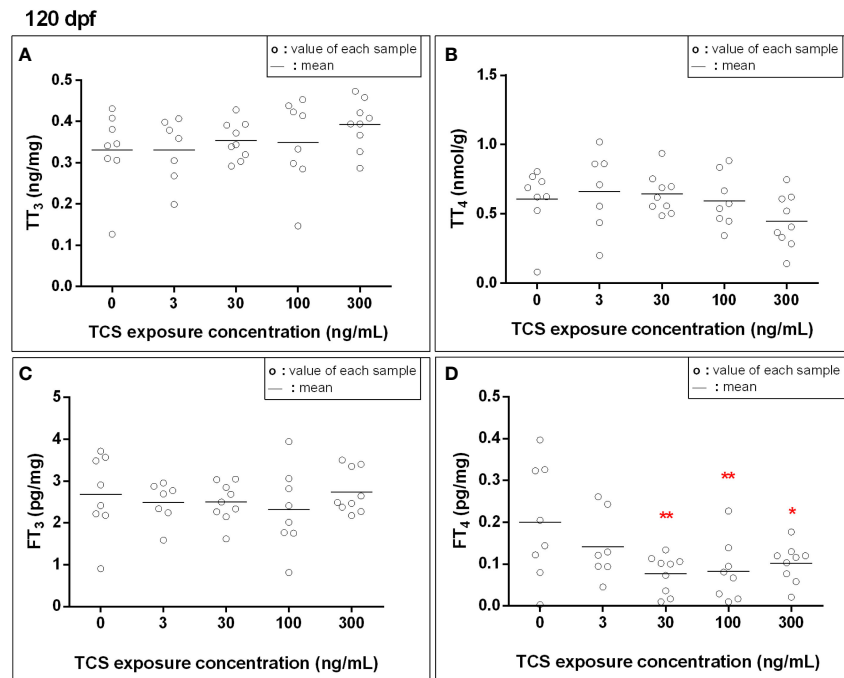 120 dpf
A
o : value of each sample
— : mean
TT3 (ng/mg)
0.5
0.4
0.3
0.2
0.1
0.0
0 3 30 100 300
TCS exposure concentration (ng/mL)
B
o : value of each sample
— : mean
TT4 (nmol/g)
1.5
1.0
0.5
0.0
0 3 30 100 300
TCS exposure concentration (ng/mL)
C
o : value of each sample
— : mean
FT3 (pg/mg)
5
4
3
2
1
0
0 3 30 100 300
TCS exposure concentration (ng/mL)
D
o : value of each sample
— : mean
FT4 (pg/mg)
0.5
0.4
0.3
0.2
0.1
0.0
** ** *
0 3 30 100 300
TCS exposure concentration (ng/mL)